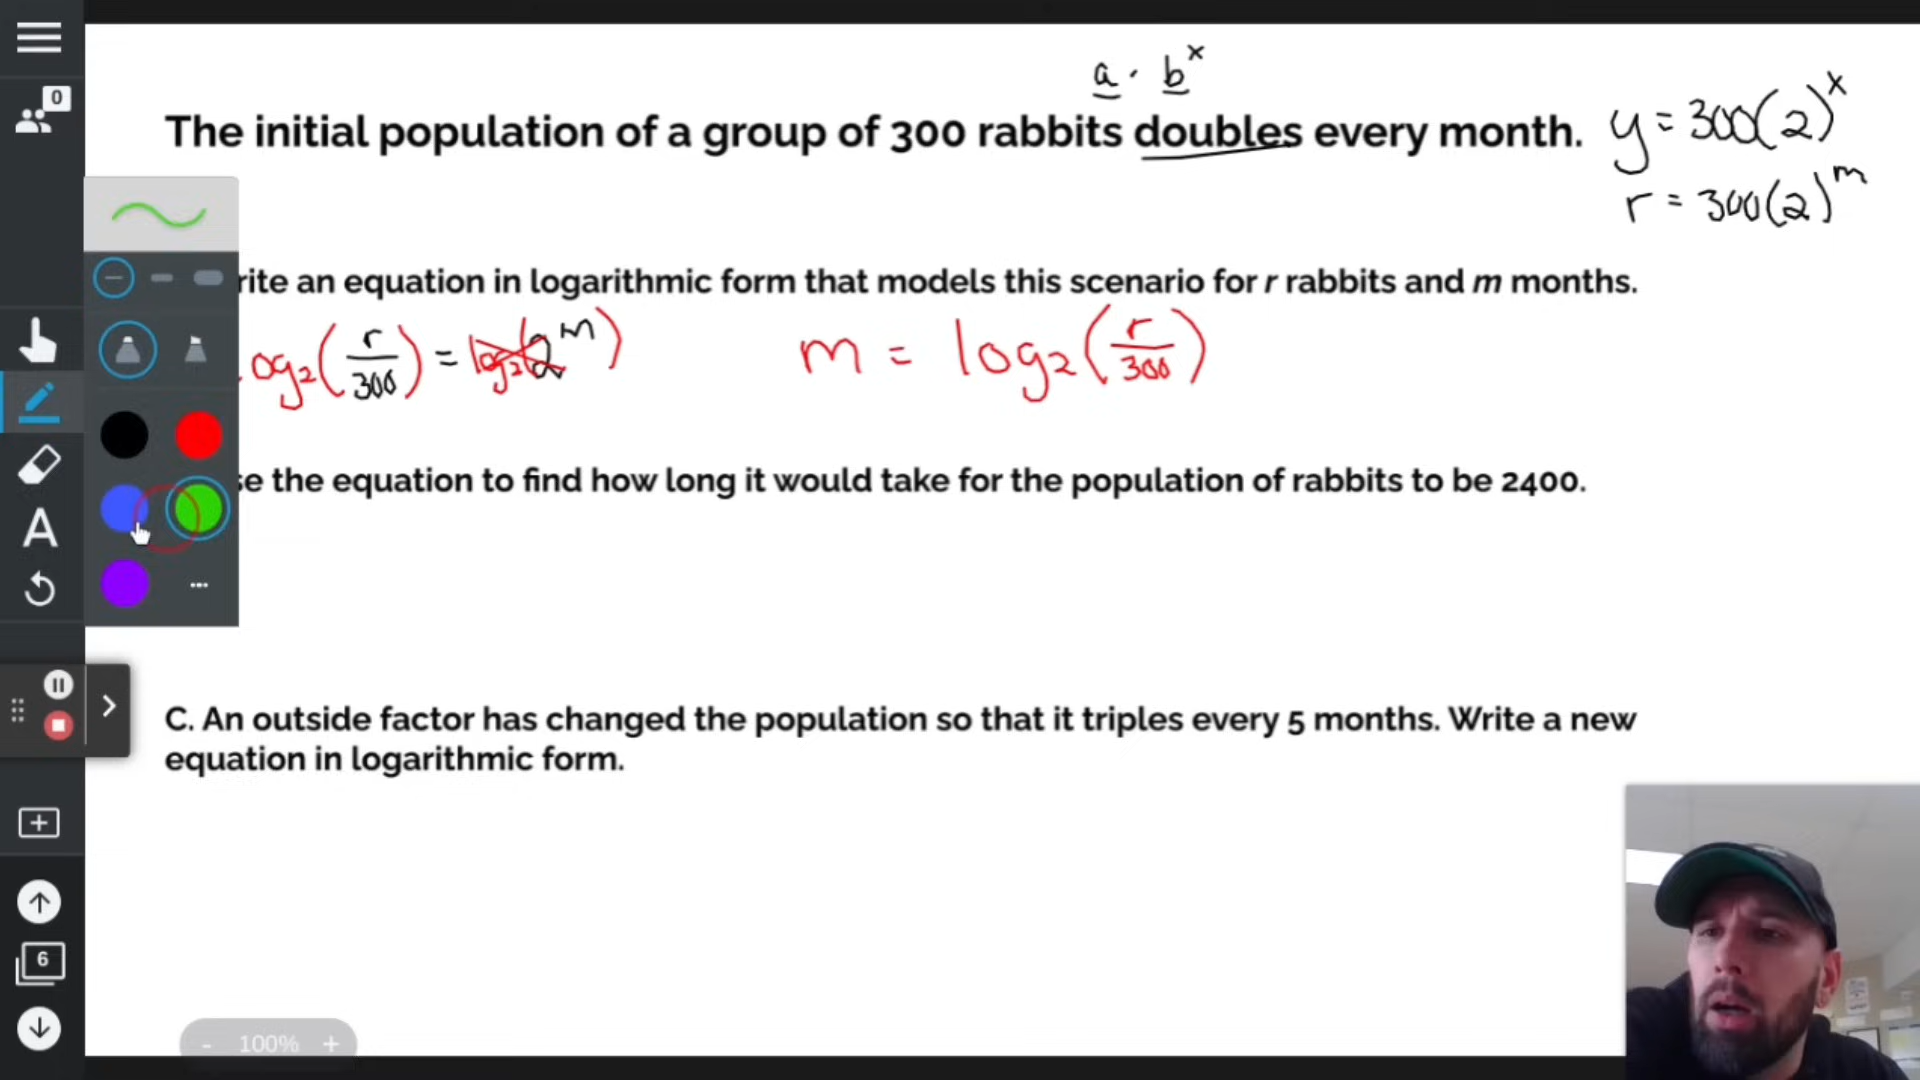 0
a · b^x
The initial population of a group of 300 rabbits doubles every month.
y = 300(2)^x
r = 300(2)^m
rite an equation in logarithmic form that models this scenario for r rabbits and m months.
og₂(r/300) = log₂(2^m)
m = log₂(r/300)
se the equation to find how long it would take for the population of rabbits to be 2400.
A
C. An outside factor has changed the population so that it triples every 5 months. Write a new
equation in logarithmic form.
6
- 100% +